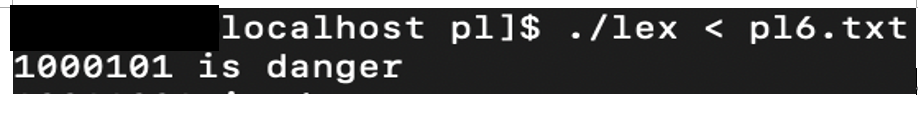 localhost pl]$ ./lex < pl6.txt
1000101 is danger